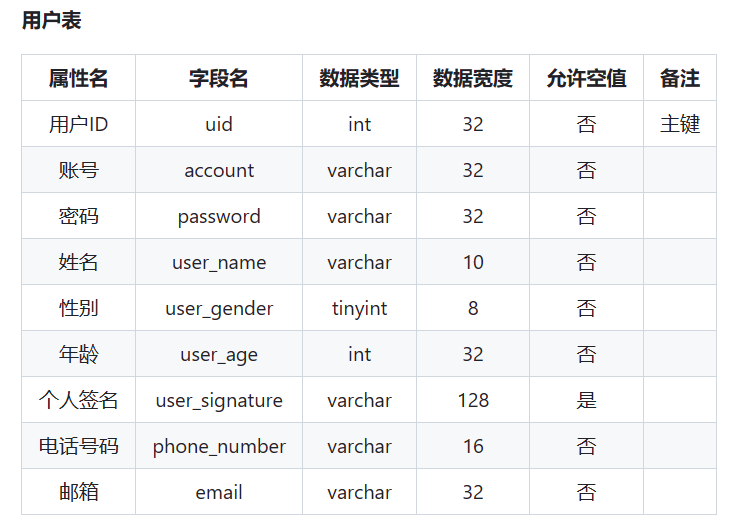 用户表
属性名 字段名 数据类型 数据宽度 允许空值 备注
用户ID uid int 32 否 主键
账号 account varchar 32 否
密码 password varchar 32 否
姓名 user_name varchar 10 否
性别 user_gender tinyint 8 否
年龄 user_age int 32 否
个人签名 user_signature varchar 128 是
电话号码 phone_number varchar 16 否
邮箱 email varchar 32 否